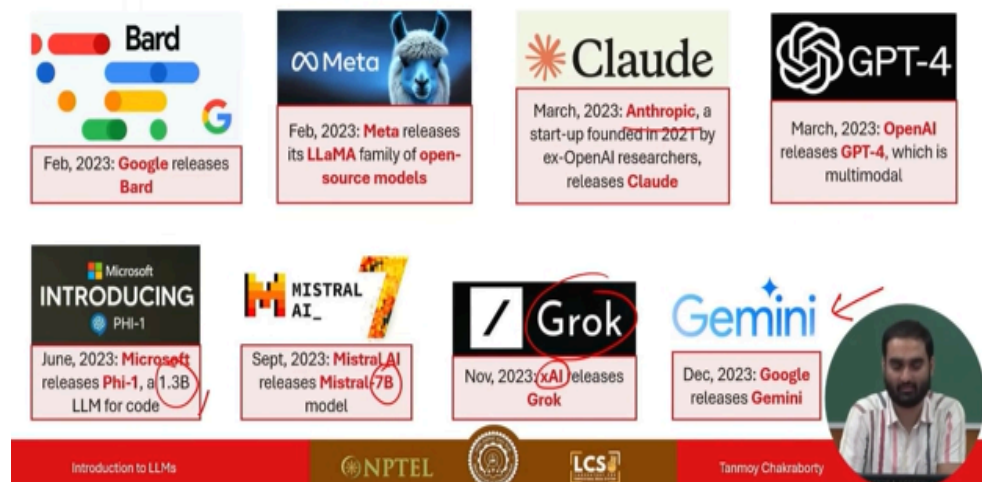 Bard
Feb, 2023: Google releases
Bard
Meta
Feb, 2023: Meta releases
its LLaMA family of open-
source models
Claude
March, 2023: Anthropic, a
start-up founded in 2021 by
ex-OpenAI researchers,
releases Claude
GPT-4
March, 2023: OpenAI
releases GPT-4, which is
multimodal
Microsoft
INTRODUCING
PHI-1
June, 2023: Microsoft
releases Phi-1, a 1.3B
LLM for code
MISTRAL
AI_
7
Sept, 2023: Mistral AI
releases Mistral-7B
model
Grok
Nov, 2023: xAI releases
Grok
Gemini
Dec, 2023: Google
releases Gemini
Introduction to LLMs
NPTEL
LCS2
Tanmoy Chakraborty